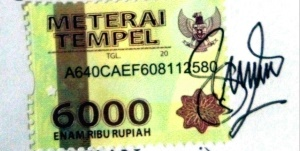 METERAI
TEMPEL
TGL. 20
A640CAEF608112580
6000
ENAM RIBU RUPIAH